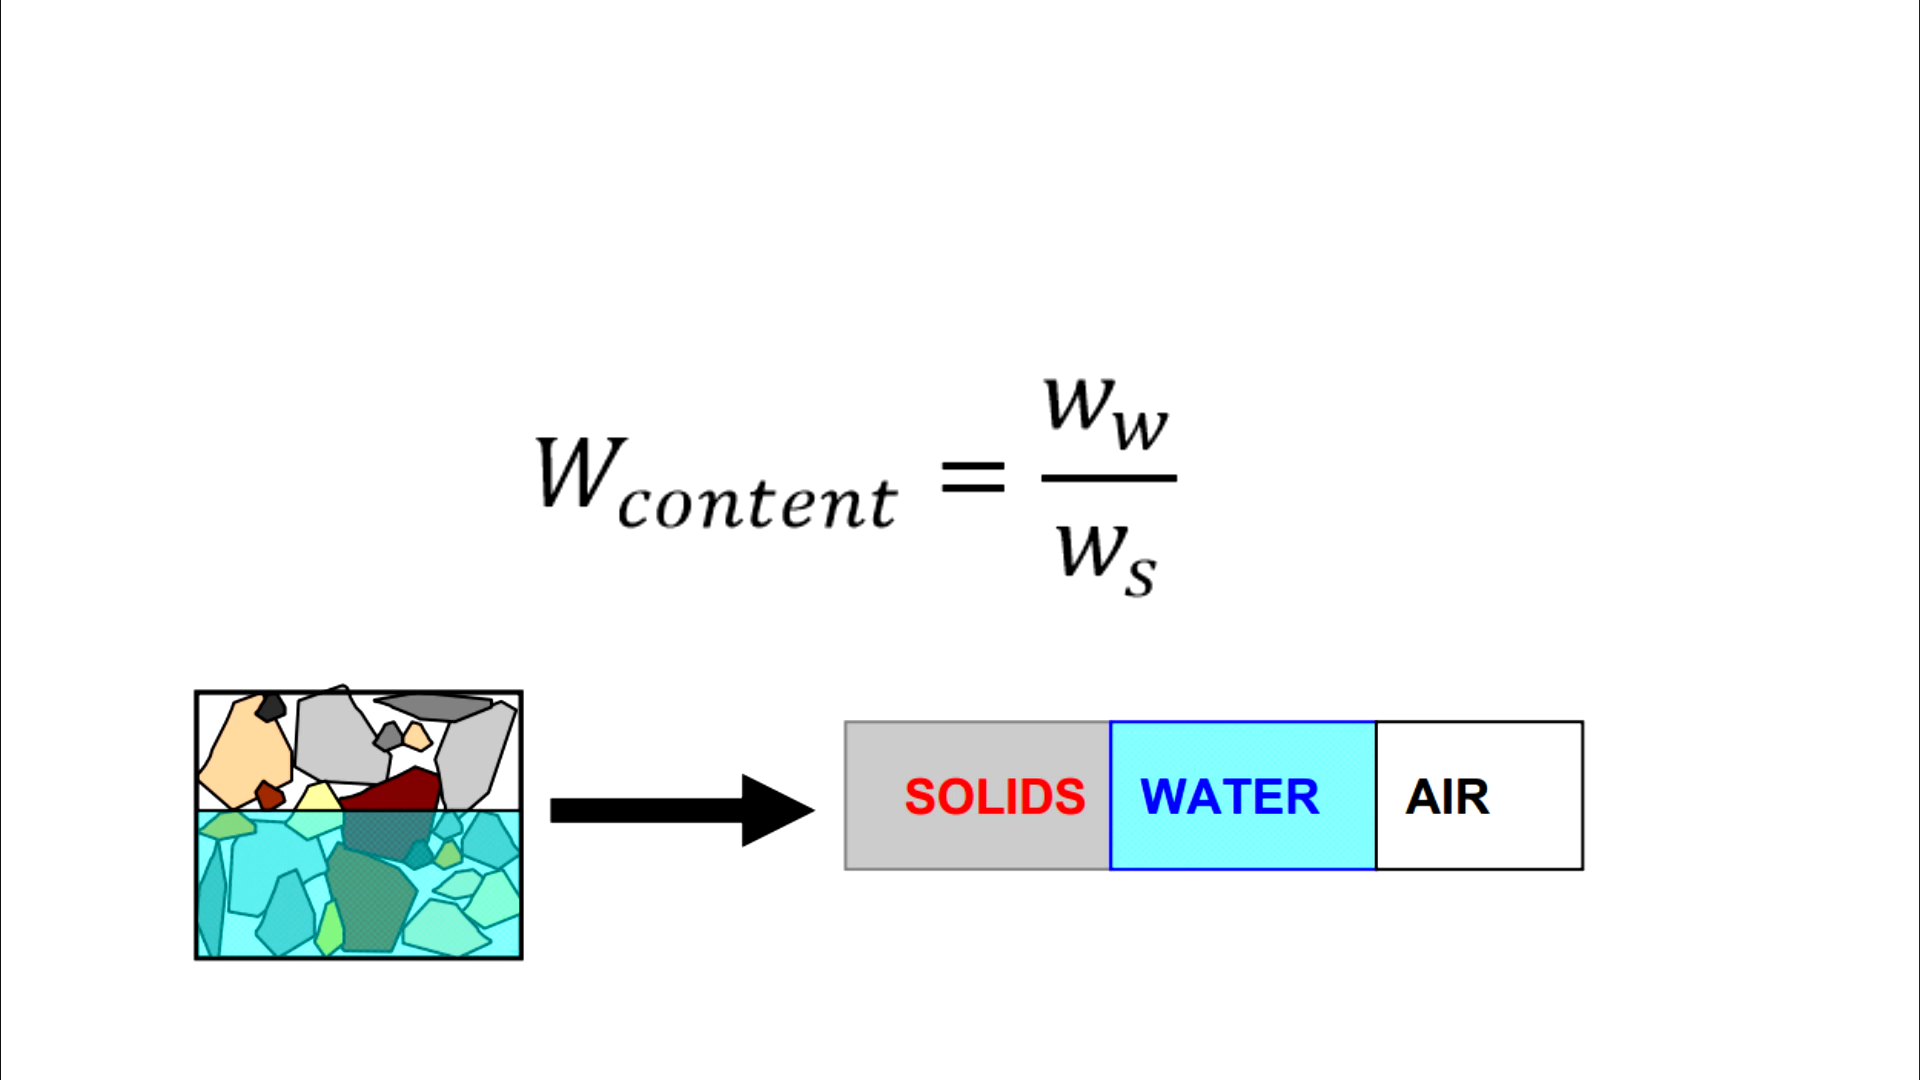 W_content = w_w / w_s
SOLIDS WATER AIR